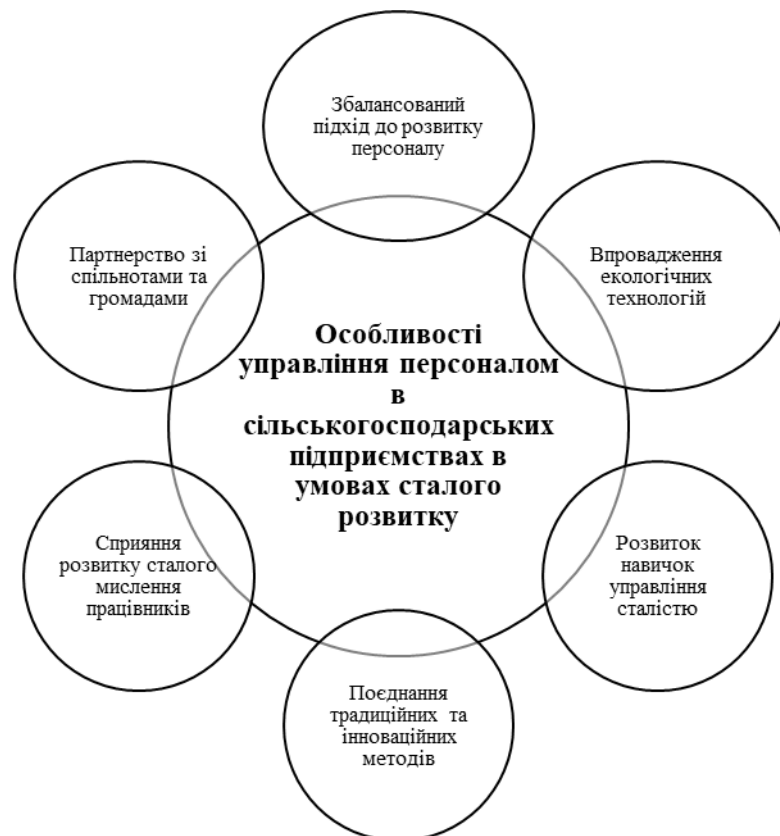 Збалансований
підхід до розвитку
персоналу
Партнерство зі
спільнотами та
громадами
Впровадження
екологічних
технологій
Особливості
управління персоналом
в
сільськогосподарських
підприємствах в
умовах сталого
розвитку
Сприяння
розвитку сталого
мислення
працівників
Розвиток
навичок
управління
сталістю
Поєднання
традиційних та
інноваційних
методів